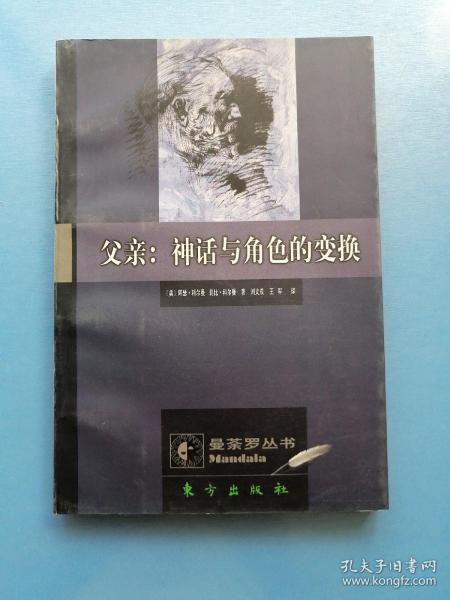 父亲：神话与角色的变换
〔美〕阿瑟·科尔曼 莉比·科尔曼 著 刘文成 王军 译
曼荼罗丛书
Mandala
东方出版社
孔夫子旧书网
www.kongfz.com